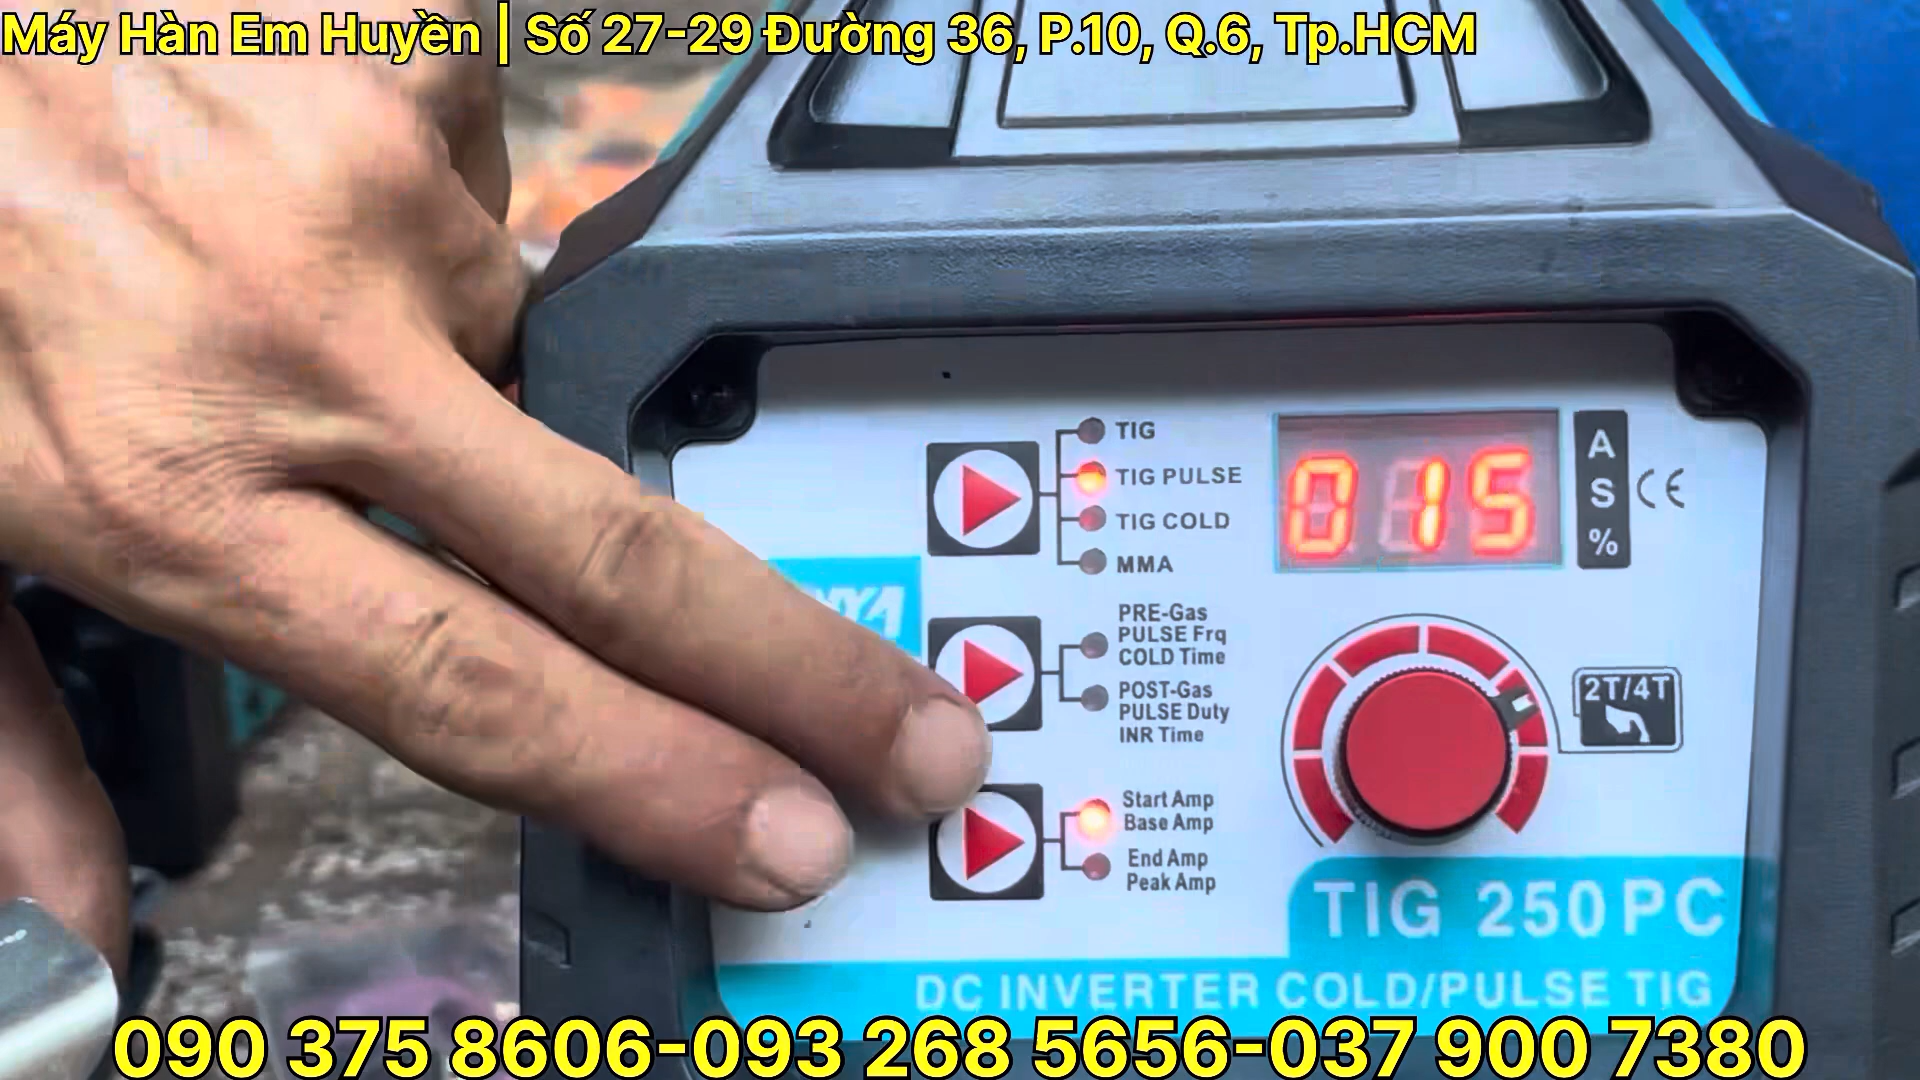 Máy Hàn Em Huyền | Số 27-29 Đường 36, P.10, Q.6, Tp.HCM
TIG
TIG PULSE
TIG COLD
MMA
015
A
S
%
CE
PRE-Gas
PULSE Frq
COLD Time
POST-Gas
PULSE Duty
INR Time
2T/4T
Start Amp
Base Amp
End Amp
Peak Amp
TIG 250PC
DC INVERTER COLD/PULSE TIG
090 375 8606-093 268 5656-037 900 7380